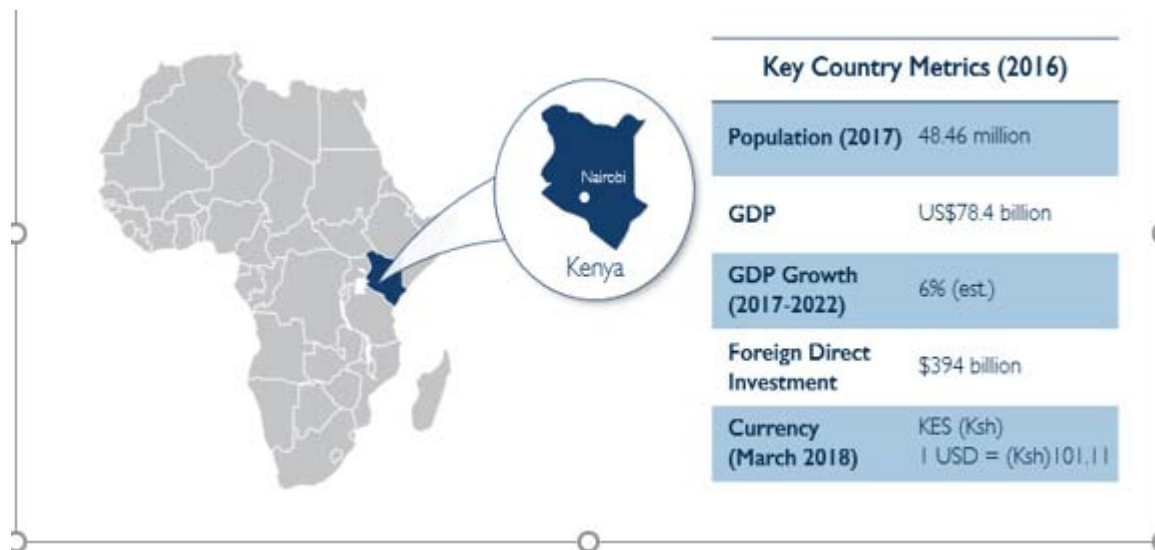 Key Country Metrics (2016)
Population (2017) 48.46 million
GDP US$78.4 billion
GDP Growth
(2017-2022)
6% (est.)
Foreign Direct
Investment
$394 billion
Currency
(March 2018)
KES (Ksh)
1 USD = (Ksh)101,11
Nairobi
Kenya